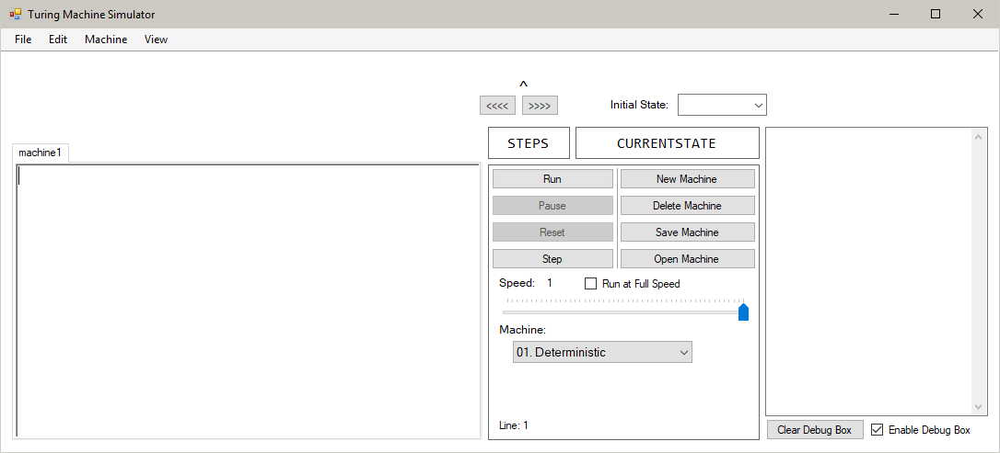 Turing Machine Simulator
File Edit Machine View
^
<<<< >>>> Initial State:
STEPS CURRENTSTATE
machine1
Run New Machine
Pause Delete Machine
Reset Save Machine
Step Open Machine
Speed: 1 Run at Full Speed
Machine:
01. Deterministic
Line: 1
Clear Debug Box Enable Debug Box